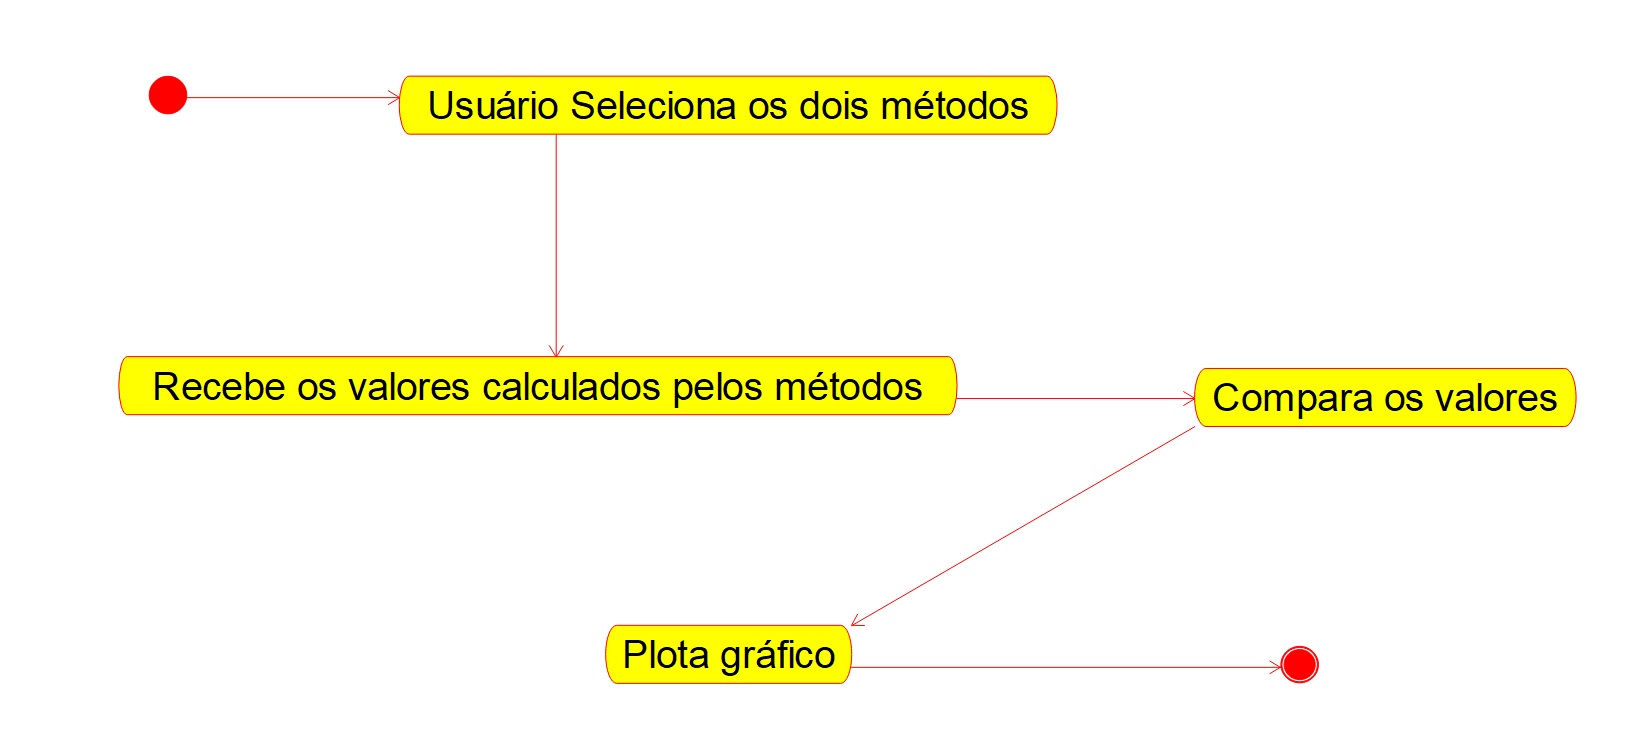 Usuário Seleciona os dois métodos
Recebe os valores calculados pelos métodos
Compara os valores
Plota gráfico